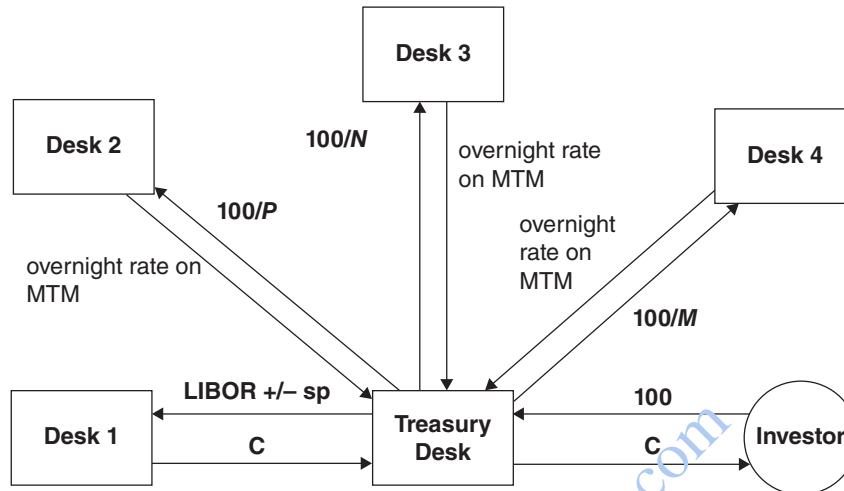 Desk 3
Desk 2
Desk 4
100/N
overnight rate
on MTM
100/P
overnight
rate on
MTM
overnight rate on
MTM
100/M
LIBOR +/– sp
100
Desk 1
Treasury
Desk
Investor
C
C
.com